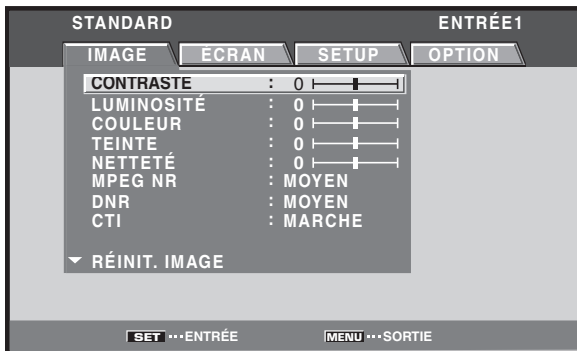 STANDARD ENTRÉE1
IMAGE ÉCRAN SETUP OPTION
CONTRASTE : 0
LUMINOSITÉ : 0
COULEUR : 0
TEINTE : 0
NETTETÉ : 0
MPEG NR : MOYEN
DNR : MOYEN
CTI : MARCHE
RÉINIT. IMAGE
SET ···ENTRÉE MENU ···SORTIE